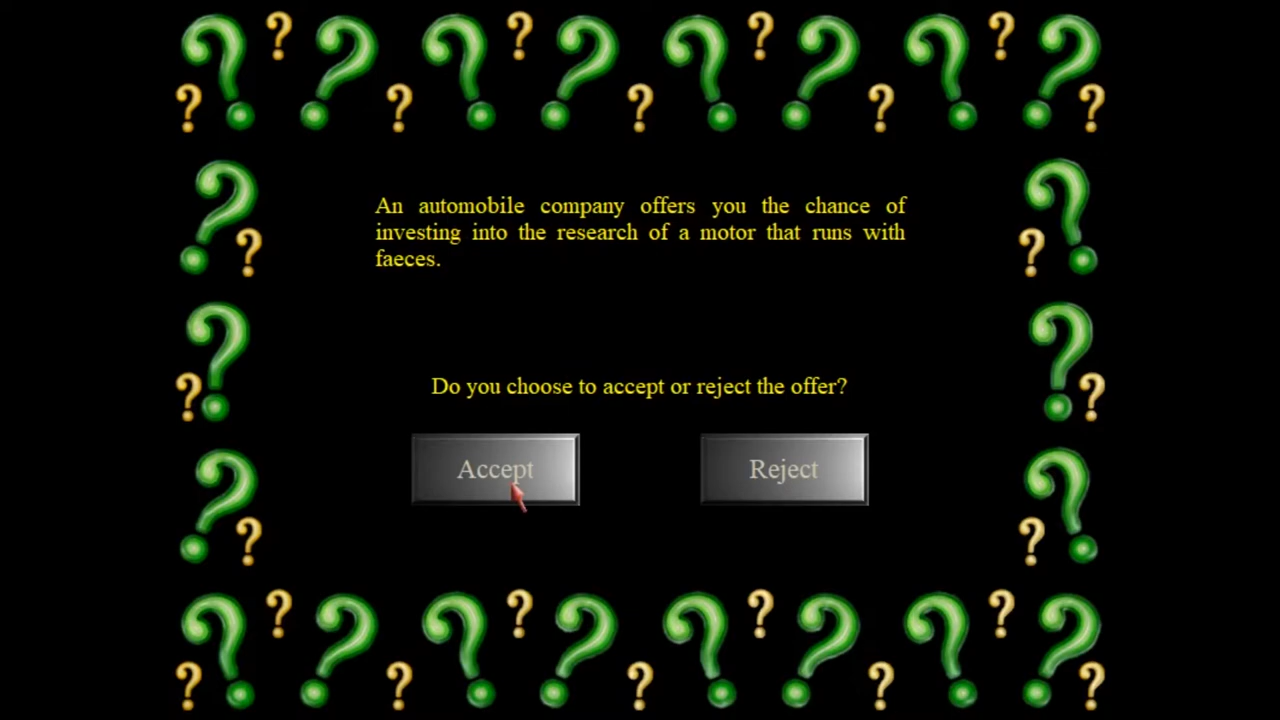 An automobile company offers you the chance of
investing into the research of a motor that runs with
faeces.
Do you choose to accept or reject the offer?
Accept
Reject